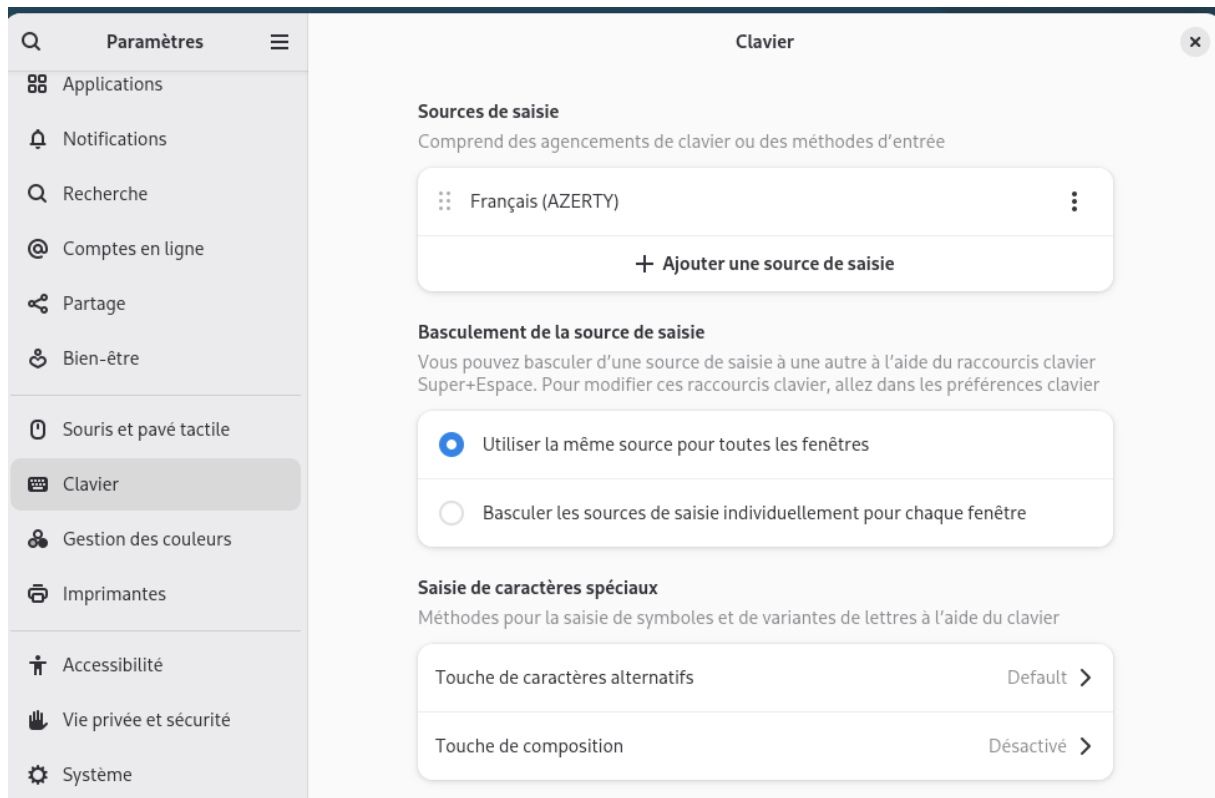 Paramètres
Applications
Notifications
Recherche
Comptes en ligne
Partage
Bien-être
Souris et pavé tactile
Clavier
Gestion des couleurs
Imprimantes
Accessibilité
Vie privée et sécurité
Système
Clavier
Sources de saisie
Comprend des agencements de clavier ou des méthodes d’entrée
Français (AZERTY)
Ajouter une source de saisie
Basculement de la source de saisie
Vous pouvez basculer d’une source de saisie à une autre à l’aide du raccourcis clavier
Super+Espace. Pour modifier ces raccourcis clavier, allez dans les préférences clavier
Utiliser la même source pour toutes les fenêtres
Basculer les sources de saisie individuellement pour chaque fenêtre
Saisie de caractères spéciaux
Méthodes pour la saisie de symboles et de variantes de lettres à l’aide du clavier
Touche de caractères alternatifs Default
Touche de composition Désactivé